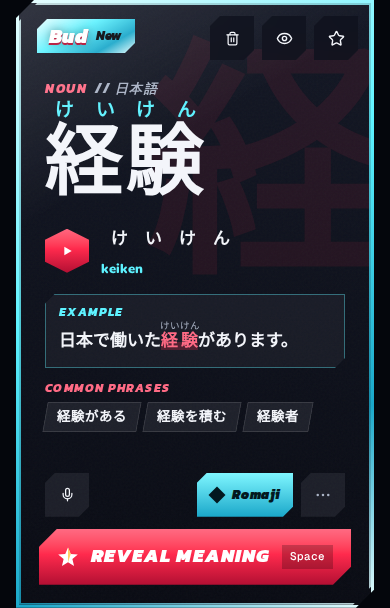 Bud New
NOUN // 日本語
けいけん
経験
けいけん
keiken
EXAMPLE
けいけん
日本で働いた経験があります。
COMMON PHRASES
経験がある 経験を積む 経験者
Romaji
REVEAL MEANING Space
経